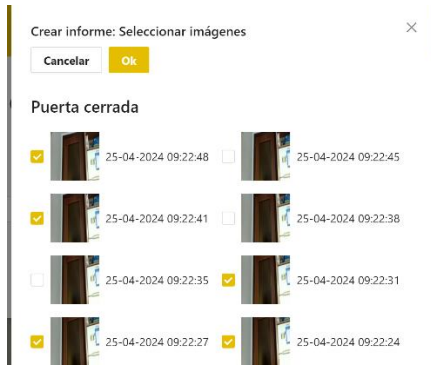 Crear informe: Seleccionar imágenes
Cancelar Ok
Puerta cerrada
25-04-2024 09:22:48 25-04-2024 09:22:45
25-04-2024 09:22:41 25-04-2024 09:22:38
25-04-2024 09:22:35 25-04-2024 09:22:31
25-04-2024 09:22:27 25-04-2024 09:22:24